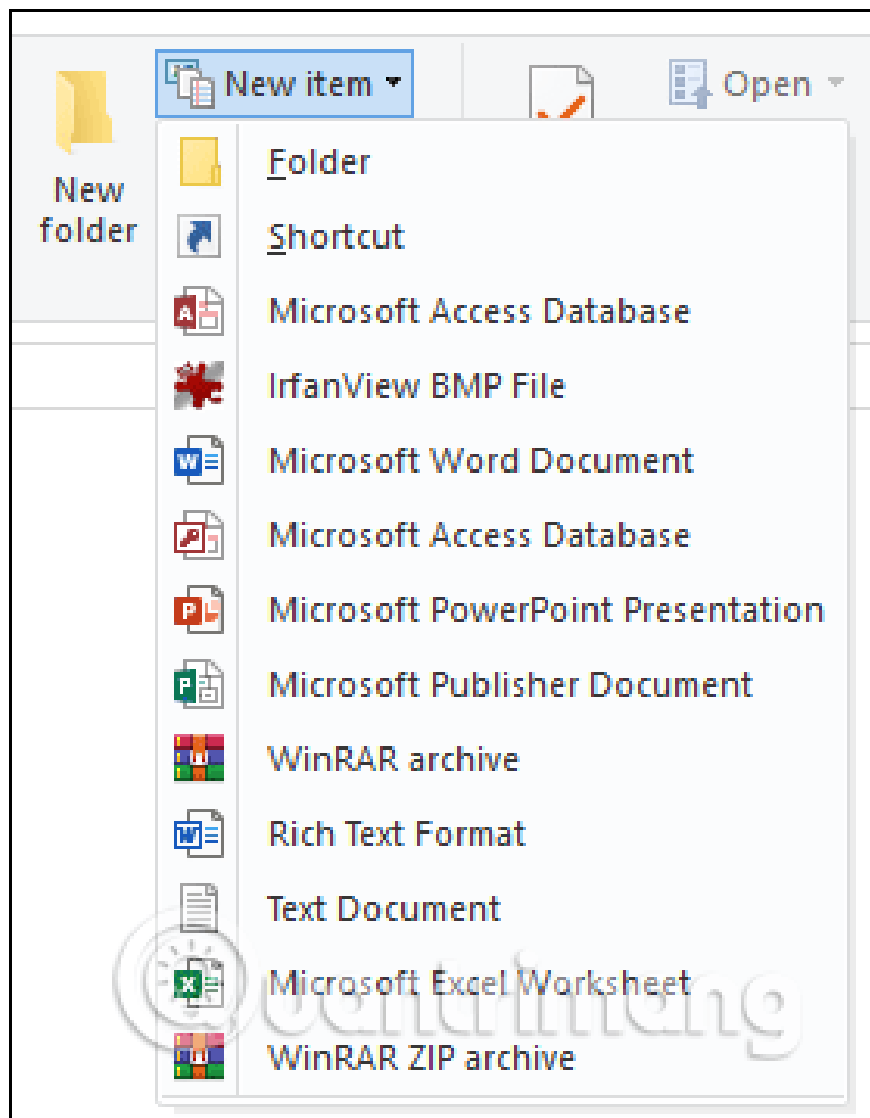 New item
Open
New
folder
Folder
Shortcut
Microsoft Access Database
IrfanView BMP File
Microsoft Word Document
Microsoft Access Database
Microsoft PowerPoint Presentation
Microsoft Publisher Document
WinRAR archive
Rich Text Format
Text Document
Microsoft Excel Worksheet
Quantrimang
WinRAR ZIP archive